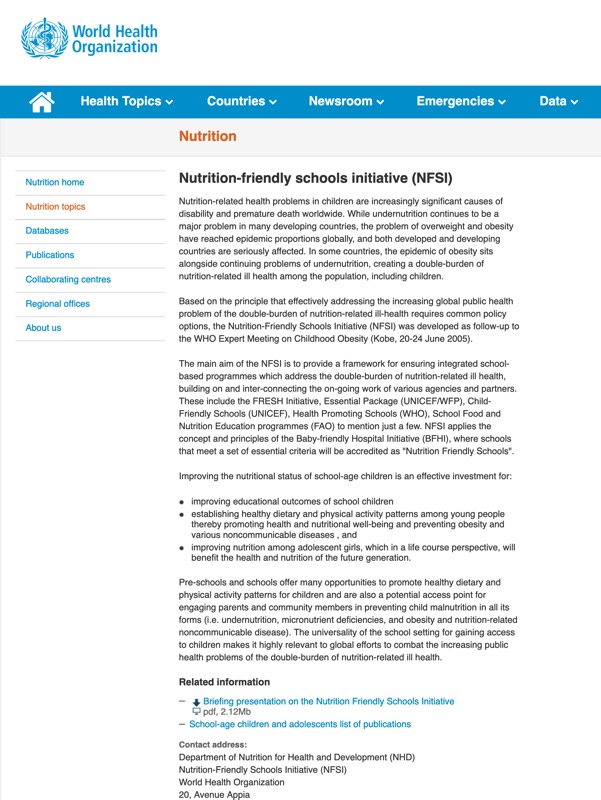 World Health
Organization
Health Topics
Countries
Newsroom
Emergencies
Data
Nutrition
Nutrition home
Nutrition topics
Databases
Publications
Collaborating centres
Regional offices
About us
Nutrition-friendly schools initiative (NFSI)
Nutrition-related health problems in children are increasingly significant causes of
disability and premature death worldwide. While undernutrition continues to be a
major problem in many developing countries, the problem of overweight and obesity
have reached epidemic proportions globally, and both developed and developing
countries are seriously affected. In some countries, the epidemic of obesity sits
alongside continuing problems of undernutrition, creating a double-burden of
nutrition-related ill health among the population, including children.
Based on the principle that effectively addressing the increasing global public health
problem of the double-burden of nutrition-related ill-health requires common policy
options, the Nutrition-Friendly Schools Initiative (NFSI) was developed as follow-up to
the WHO Expert Meeting on Childhood Obesity (Kobe, 20-24 June 2005).
The main aim of the NFSI is to provide a framework for ensuring integrated school-
based programmes which address the double-burden of nutrition-related ill health,
building on and inter-connecting the on-going work of various agencies and partners.
These include the FRESH Initiative, Essential Package (UNICEF/WFP), Child-
Friendly Schools (UNICEF), Health Promoting Schools (WHO), School Food and
Nutrition Education programmes (FAO) to mention just a few. NFSI applies the
concept and principles of the Baby-friendly Hospital Initiative (BFHI), where schools
that meet a set of essential criteria will be accredited as "Nutrition Friendly Schools".
Improving the nutritional status of school-age children is an effective investment for:
● improving educational outcomes of school children
● establishing healthy dietary and physical activity patterns among young people
thereby promoting health and nutritional well-being and preventing obesity and
various noncommunicable diseases , and
● improving nutrition among adolescent girls, which in a life course perspective, will
benefit the health and nutrition of the future generation.
Pre-schools and schools offer many opportunities to promote healthy dietary and
physical activity patterns for children and are also a potential access point for
engaging parents and community members in preventing child malnutrition in all its
forms (i.e. undernutrition, micronutrient deficiencies, and obesity and nutrition-related
noncommunicable disease). The universality of the school setting for gaining access
to children makes it highly relevant to global efforts to combat the increasing public
health problems of the double-burden of nutrition-related ill health.
Related information
– Briefing presentation on the Nutrition Friendly Schools Initiative
pdf, 2.12Mb
– School-age children and adolescents list of publications
Contact address:
Department of Nutrition for Health and Development (NHD)
Nutrition-Friendly Schools Initiative (NFSI)
World Health Organization
20, Avenue Appia